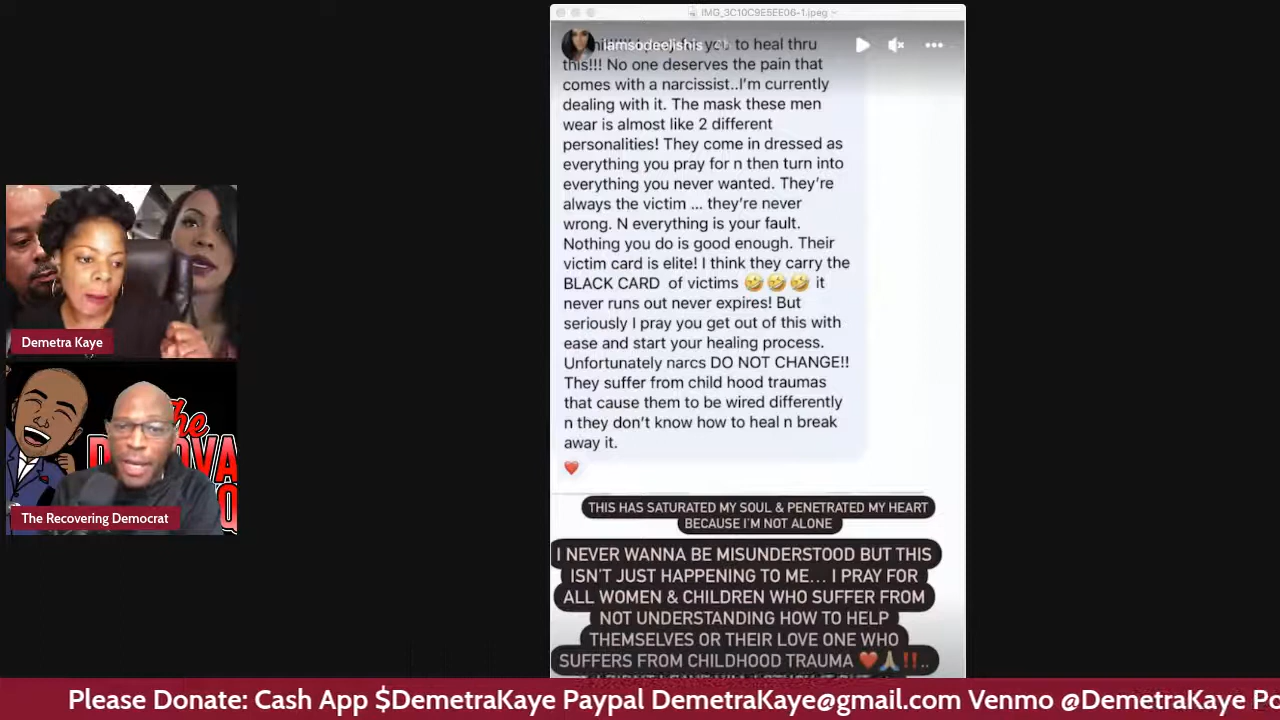 IMG_3C10C9E5EE06-1.jpeg
iamsodeelishis
to heal thru
this!!! No one deserves the pain that
comes with a narcissist..I'm currently
dealing with it. The mask these men
wear is almost like 2 different
personalities! They come in dressed as
everything you pray for n then turn into
everything you never wanted. They're
always the victim ... they're never
wrong. N everything is your fault.
Nothing you do is good enough. Their
victim card is elite! I think they carry the
BLACK CARD of victims 🤣🤣🤣 it
never runs out never expires! But
seriously I pray you get out of this with
ease and start your healing process.
Unfortunately narcs DO NOT CHANGE!!
They suffer from child hood traumas
that cause them to be wired differently
n they don't know how to heal n break
away it.
❤️
THIS HAS SATURATED MY SOUL & PENETRATED MY HEART
BECAUSE I'M NOT ALONE
I NEVER WANNA BE MISUNDERSTOOD BUT THIS
ISN'T JUST HAPPENING TO ME... I PRAY FOR
ALL WOMEN & CHILDREN WHO SUFFER FROM
NOT UNDERSTANDING HOW TO HELP
THEMSELVES OR THEIR LOVE ONE WHO
SUFFERS FROM CHILDHOOD TRAUMA ❤️🙏🏼‼️..
Demetra Kaye
The
The Recovering Democrat
Please Donate: Cash App $DemetraKaye Paypal DemetraKaye@gmail.com Venmo @DemetraKaye